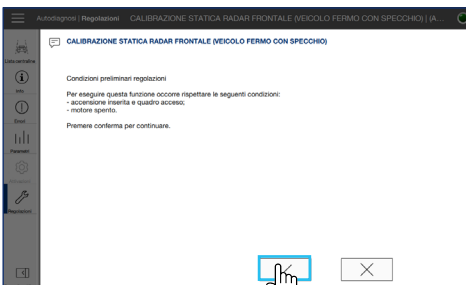 Autodiagnosi | Regolazioni CALIBRAZIONE STATICA RADAR FRONTALE (VEICOLO FERMO CON SPECCHIO) | (A...
CALIBRAZIONE STATICA RADAR FRONTALE (VEICOLO FERMO CON SPECCHIO)
Lista centraline
Info
Errori
Parametri
Attivazioni
Regolazioni
Condizioni preliminari regolazioni
Per eseguire questa funzione occorre rispettare le seguenti condizioni:
- accensione inserita e quadro acceso;
- motore spento.
Premere conferma per continuare.